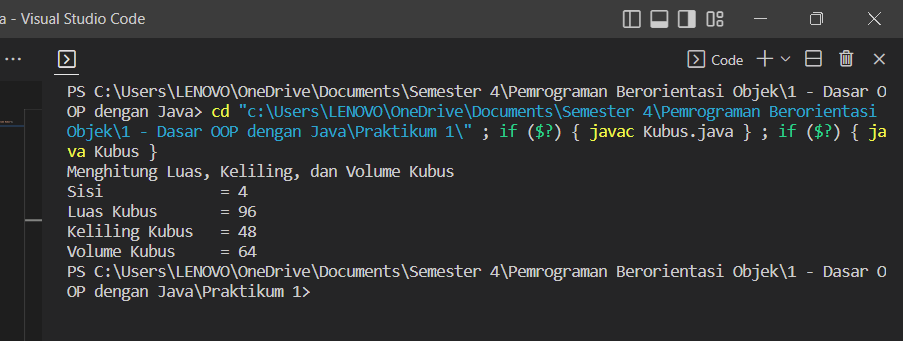 a - Visual Studio Code
Code
PS C:\Users\LENOVO\OneDrive\Documents\Semester 4\Pemrograman Berorientasi Objek\1 - Dasar O
OP dengan Java> cd "c:\Users\LENOVO\OneDrive\Documents\Semester 4\Pemrograman Berorientasi 
Objek\1 - Dasar OOP dengan Java\Praktikum 1\" ; if ($?) { javac Kubus.java } ; if ($?) { ja
va Kubus }
Menghitung Luas, Keliling, dan Volume Kubus
Sisi = 4
Luas Kubus = 96
Keliling Kubus = 48
Volume Kubus = 64
PS C:\Users\LENOVO\OneDrive\Documents\Semester 4\Pemrograman Berorientasi Objek\1 - Dasar O
OP dengan Java\Praktikum 1>